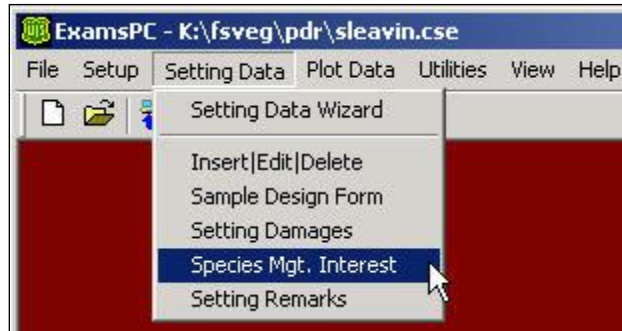 ExamsPC - K:\fsveg\pdr\sleavin.cse
File Setup Setting Data Plot Data Utilities View Help
Setting Data Wizard
Insert|Edit|Delete
Sample Design Form
Setting Damages
Species Mgt. Interest
Setting Remarks